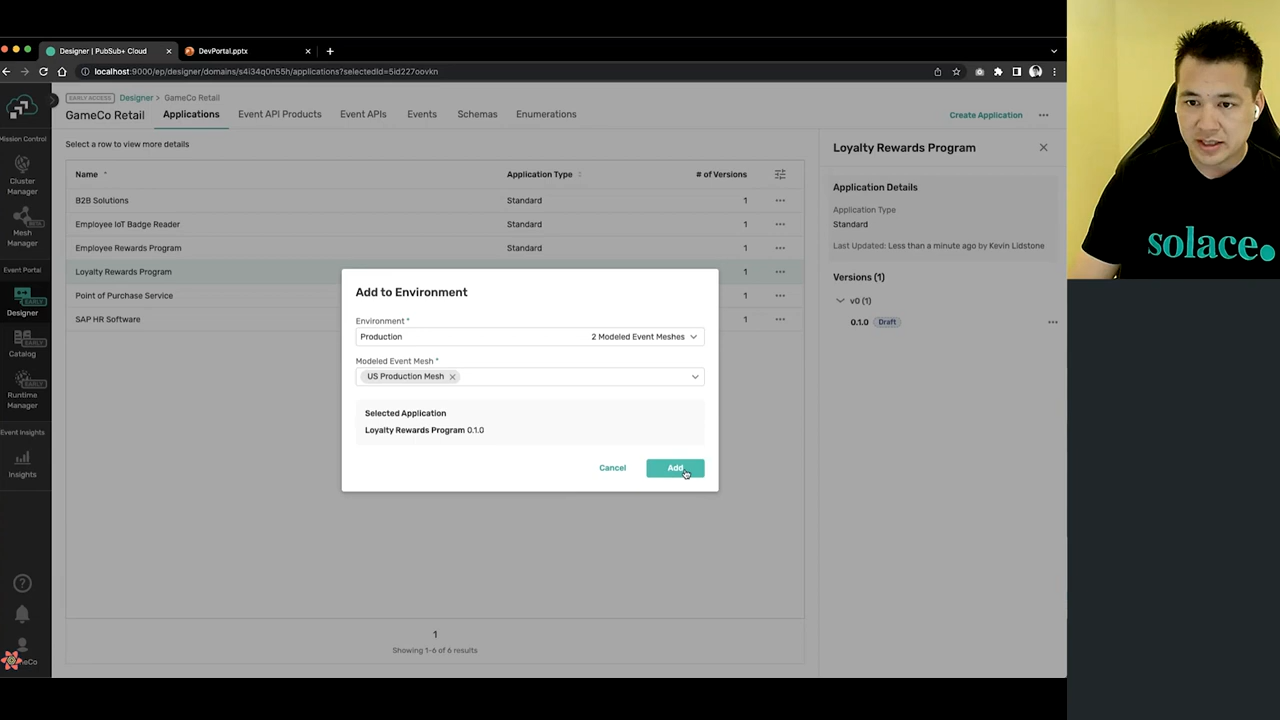 Designer | PubSub+ Cloud
DevPortal.pptx
localhost:9000/ep/designer/domains/s4i34q0n55h/applications?selectedId=5id227oovkn
EARLY ACCESS Designer > GameCo Retail
GameCo Retail
Applications
Event API Products
Event APIs
Events
Schemas
Enumerations
Create Application
Select a row to view more details
Name
Application Type
# of Versions
B2B Solutions
Standard
1
Employee IoT Badge Reader
Standard
1
Employee Rewards Program
Standard
1
Loyalty Rewards Program
1
Point of Purchase Service
1
SAP HR Software
1
1
Showing 1-6 of 6 results
Mission Control
Cluster
Manager
BETA
Mesh
Manager
Event Portal
EARLY
Designer
EARLY
Catalog
EARLY
Runtime
Manager
Event Insights
Insights
Add to Environment
Environment *
Production
2 Modeled Event Meshes
Modeled Event Mesh *
US Production Mesh
Selected Application
Loyalty Rewards Program 0.1.0
Cancel
Add
Loyalty Rewards Program
Application Details
Application Type
Standard
Last Updated: Less than a minute ago by Kevin Lidstone
Versions (1)
v0 (1)
0.1.0 Draft
solace.